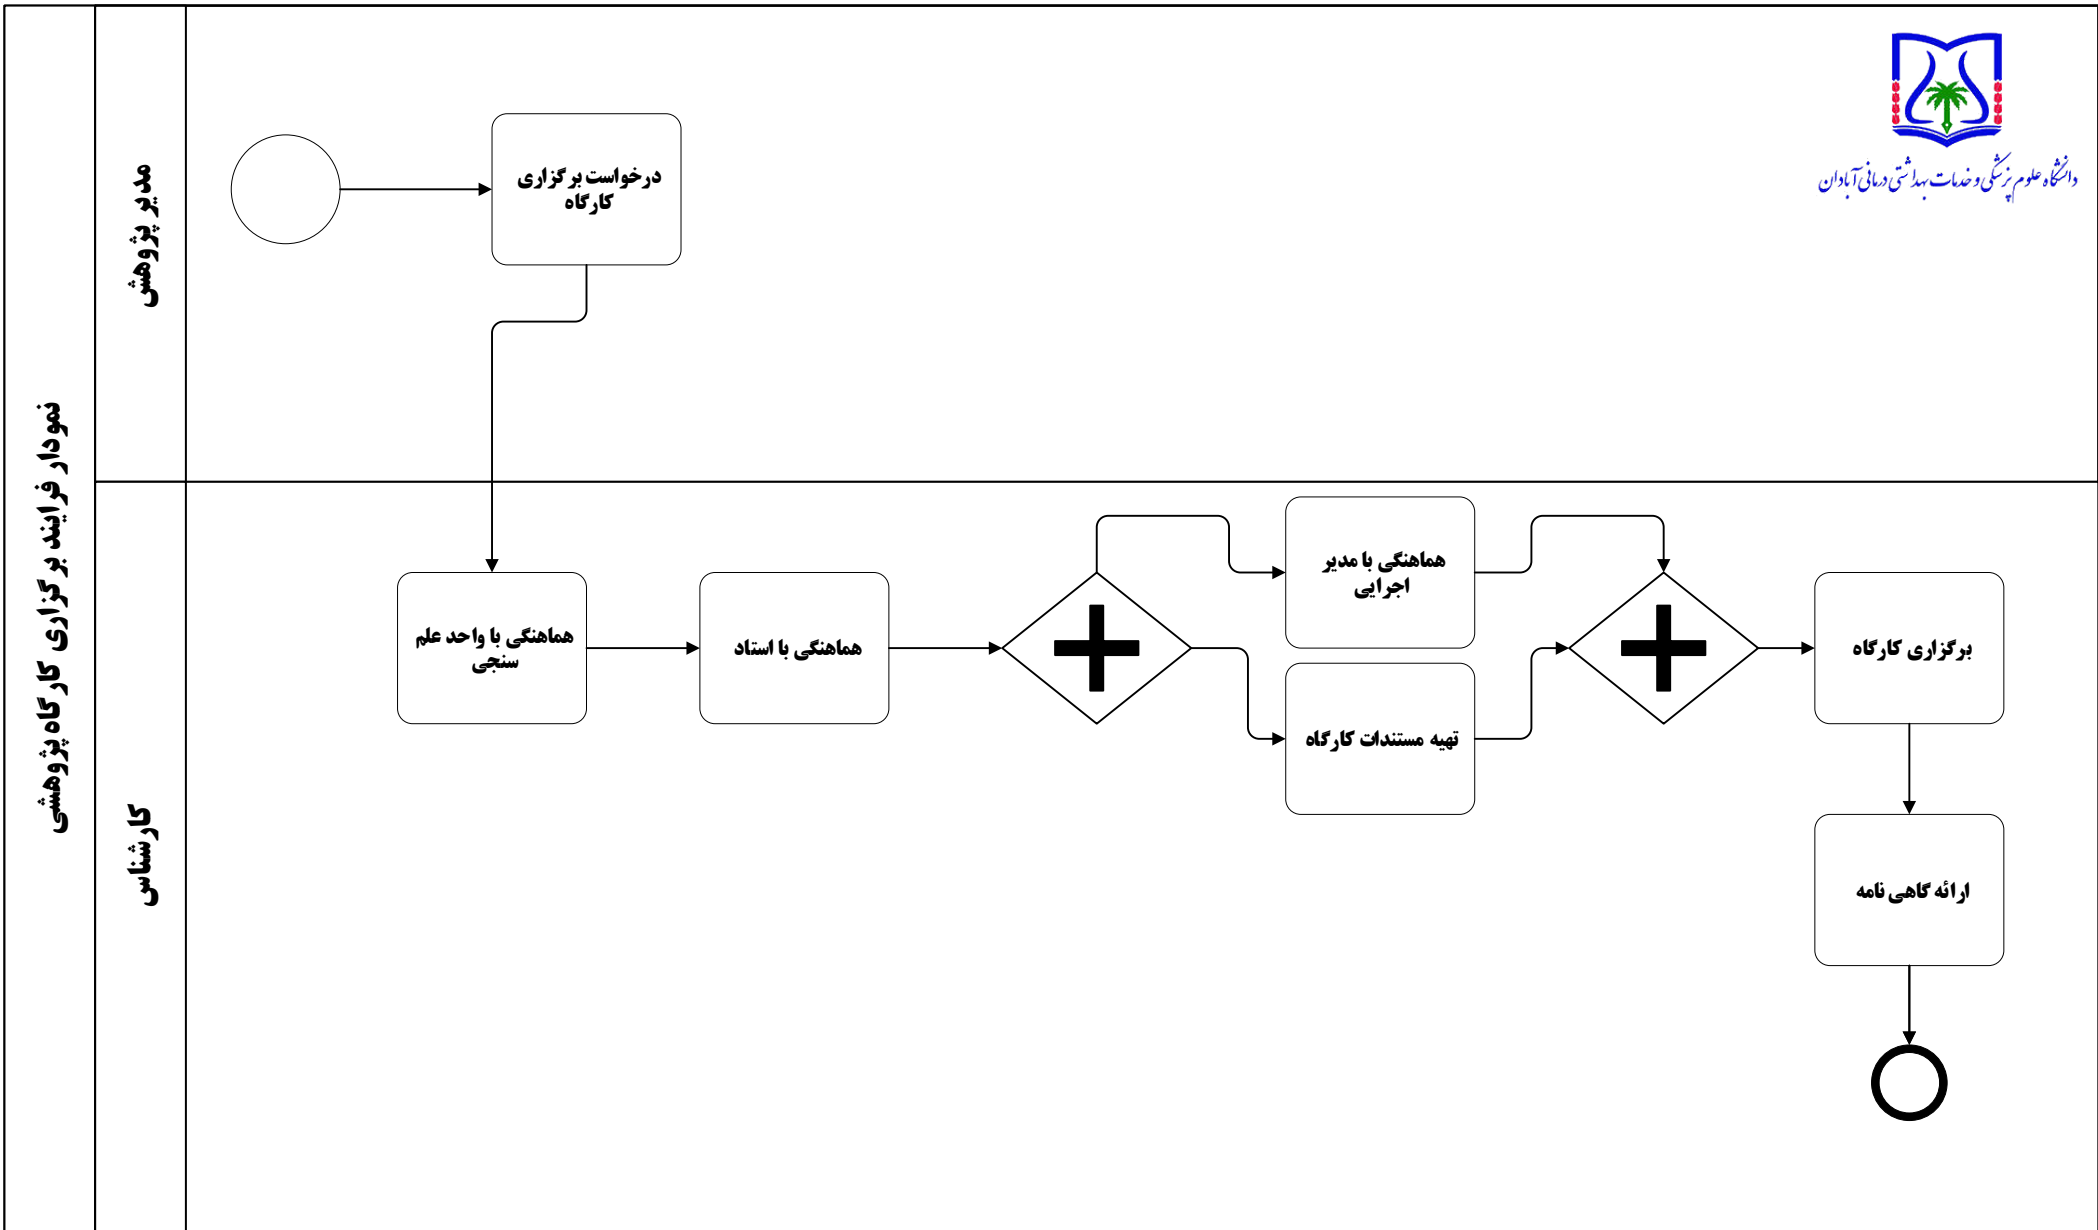 دانشگاه علوم پزشکی و خدمات بهداشتی درمانی آبادان
نمودار فرایند برگزاری کارگاه پژوهشی
مدیر پژوهش
درخواست برگزاری
کارگاه
کارشناس
هماهنگی با واحد علم
سنجی
هماهنگی با استاد
هماهنگی با مدیر
اجرایی
تهیه مستندات کارگاه
برگزاری کارگاه
ارائه گاهی نامه